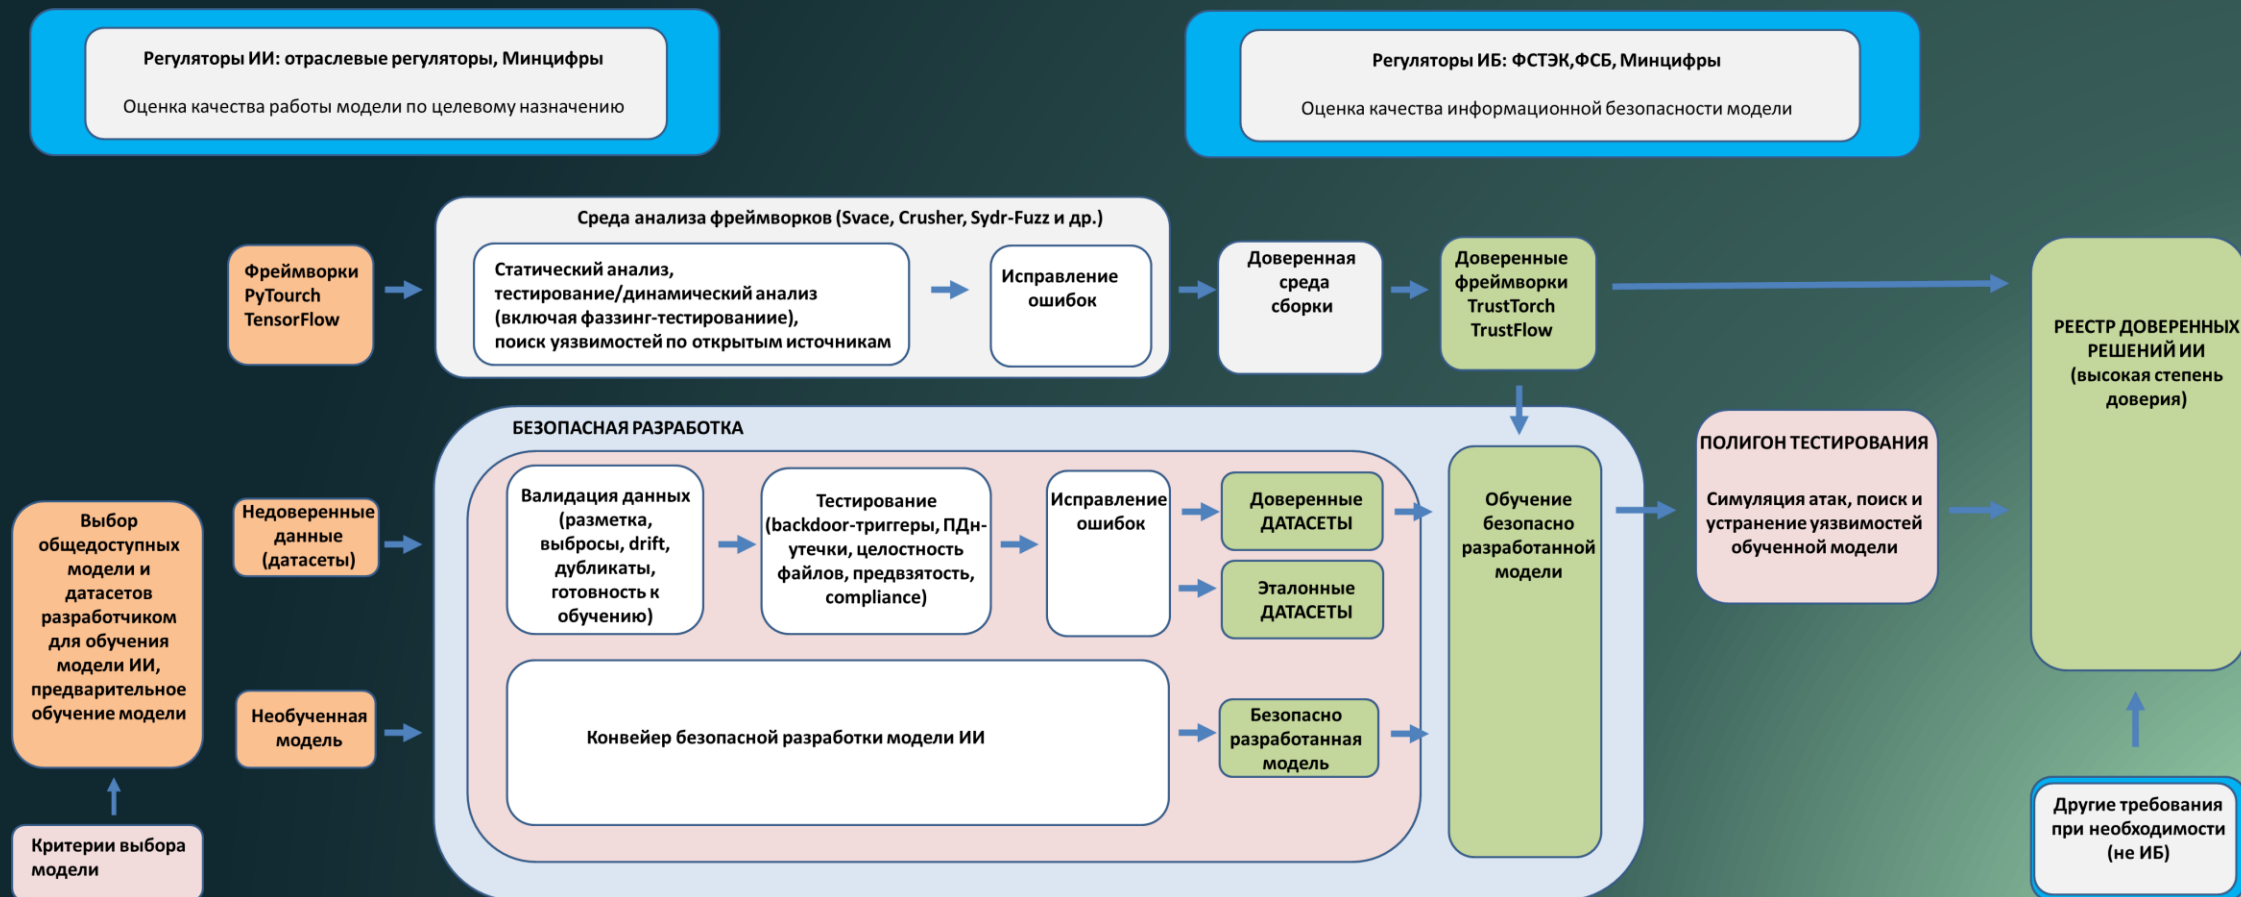 Регуляторы ИИ: отраслевые регуляторы, Минцифры
Оценка качества работы модели по целевому назначению
Регуляторы ИБ: ФСТЭК,ФСБ, Минцифры
Оценка качества информационной безопасности модели
Среда анализа фреймворков (Svace, Crusher, Sydr-Fuzz и др.)
Фреймворки
PyTourch
TensorFlow
Статический анализ,
тестирование/динамический анализ
(включая фаззинг-тестированиие),
поиск уязвимостей по открытым источникам
Исправление
ошибок
Доверенная
среда
сборки
Доверенные
фреймворки
TrustTorch
TrustFlow
РЕЕСТР ДОВЕРЕННЫХ
РЕШЕНИЙ ИИ
(высокая степень
доверия)
БЕЗОПАСНАЯ РАЗРАБОТКА
Выбор
общедоступных
модели и
датасетов
разработчиком
для обучения
модели ИИ,
предварительное
обучение модели
Недоверенные
данные
(датасеты)
Валидация данных
(разметка,
выбросы, drift,
дубликаты,
готовность к
обучению)
Тестирование
(backdoor-триггеры, ПДн-
утечки, целостность
файлов, предвзятость,
compliance)
Исправление
ошибок
Доверенные
ДАТАСЕТЫ
Эталонные
ДАТАСЕТЫ
Обучение
безопасно
разработанной
модели
ПОЛИГОН ТЕСТИРОВАНИЯ
Симуляция атак, поиск и
устранение уязвимостей
обученной модели
Необученная
модель
Конвейер безопасной разработки модели ИИ
Безопасно
разработанная
модель
Критерии выбора
модели
Другие требования
при необходимости
(не ИБ)